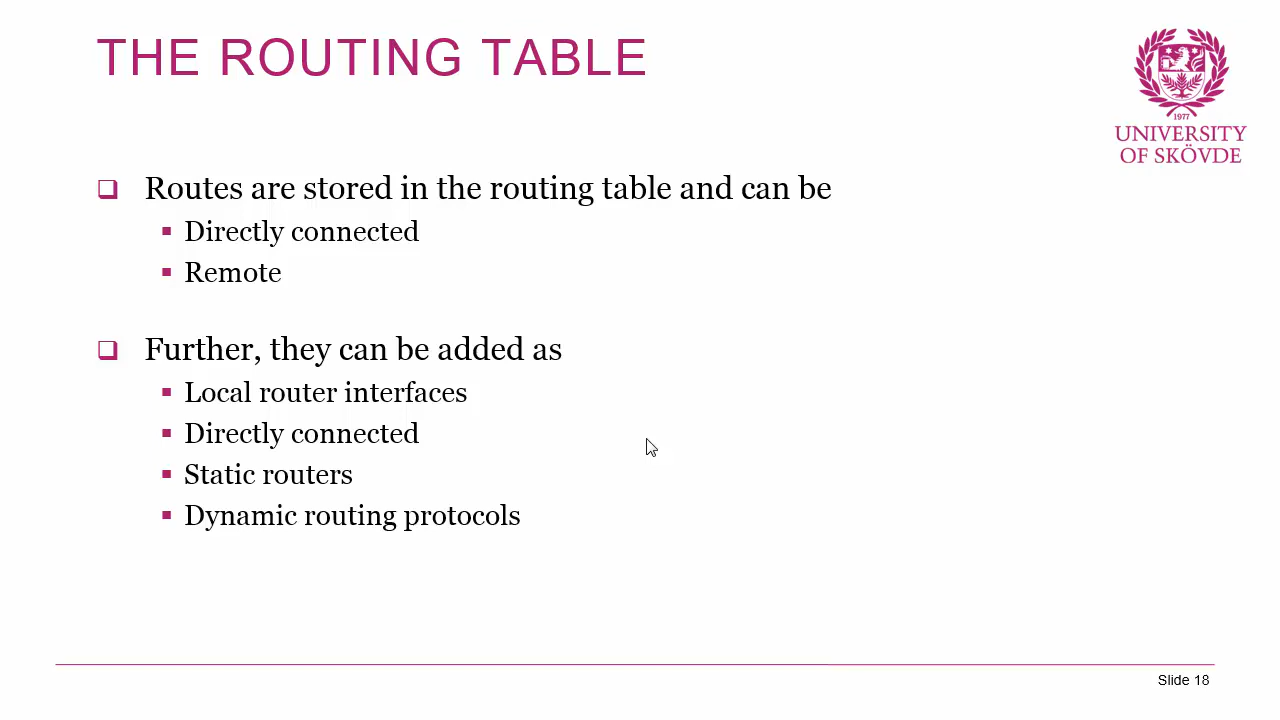 THE ROUTING TABLE
1977
UNIVERSITY
OF SKÖVDE
Routes are stored in the routing table and can be
Directly connected
Remote
Further, they can be added as
Local router interfaces
Directly connected
Static routers
Dynamic routing protocols
Slide 18